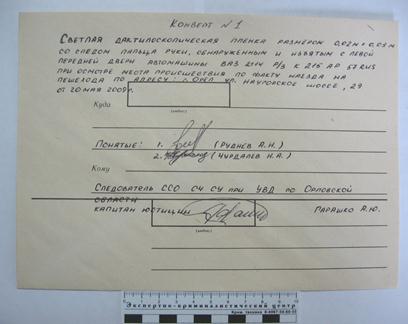 КОНВЕРТ N 1
СВЕТЛАЯ ДАКТИЛОСКОПИЧЕСКАЯ ПЛЕНКА РАЗМЕРОМ
СО СЛЕДОМ ПАЛЬЦА РУКИ, ОБНАРУЖЕННЫМ И ИЗЪЯТЫМ С ЛЕВОЙ
ПЕРЕДНЕЙ ДВЕРИ АВТОМАШИНЫ ВАЗ 2114 Р/З К 215 АР 57 RUS
ПРИ ОСМОТРЕ МЕСТА ПРОИСШЕСТВИЯ ПО ФАКТУ НАЕЗДА НА
ПЕШЕХОДА ПО АДРЕСУ: Г. ОРЕЛ УЛ. НАУГОРСКОЕ ШОССЕ, 29
ОТ 20 МАЯ 2009 Г.
Куда
(индекс)
ПОНЯТЫЕ: 1. (РУДНЕВ А.Н.)
2. (ЧУРДАЛЕВ Н.А.)
Кому
СЛЕДОВАТЕЛЬ ССО СЧ СУ ПРИ УВД ПО ОРЛОВСКОЙ
ОБЛАСТИ
КАПИТАН ЮСТИЦИИ ГАРАШКО А.Ю.
(индекс)
Экспертно-криминалистический центр